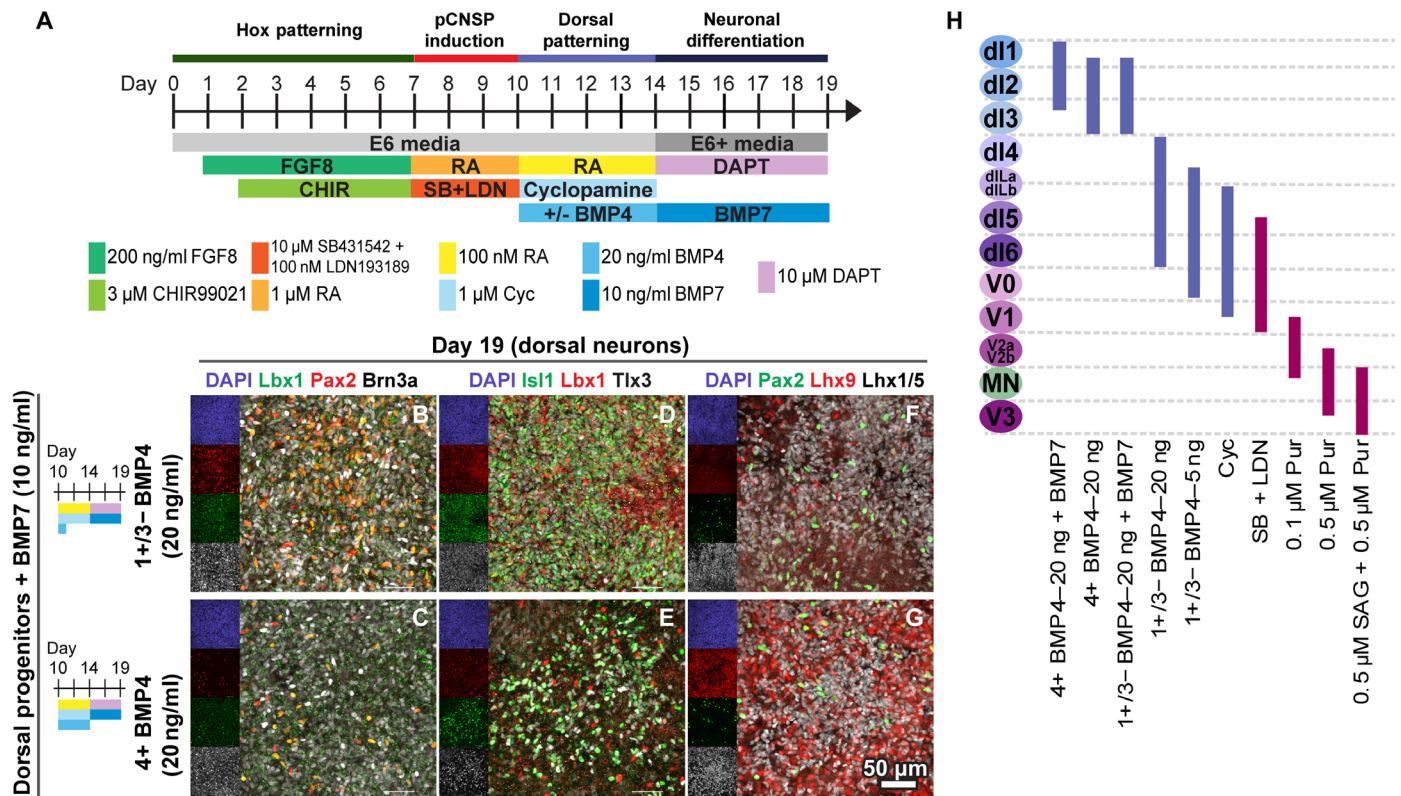 A
Hox patterning
pCNSP
induction
Dorsal
patterning
Neuronal
differentiation
Day 0 1 2 3 4 5 6 7 8 9 10 11 12 13 14 15 16 17 18 19
E6 media
E6+ media
FGF8
RA
RA
DAPT
CHIR
SB+LDN
Cyclopamine
+/- BMP4
BMP7
200 ng/ml FGF8
3 µM CHIR99021
10 µM SB431542 +
100 nM LDN193189
1 µM RA
100 nM RA
1 µM Cyc
20 ng/ml BMP4
10 ng/ml BMP7
10 µM DAPT
Day 19 (dorsal neurons)
DAPI Lbx1 Pax2 Brn3a
DAPI Isl1 Lbx1 Tlx3
DAPI Pax2 Lhx9 Lhx1/5
Dorsal progenitors + BMP7 (10 ng/ml)
Day
10 14 19
1+/3– BMP4
(20 ng/ml)
B
D
F
Day
10 14 19
4+ BMP4
(20 ng/ml)
C
E
G
50 µm
H
dI1
dI2
dI3
dI4
dILa
dILb
dI5
dI6
V0
V1
V2a
V2b
MN
V3
4+ BMP4–20 ng + BMP7
4+ BMP4–20 ng
1+/3– BMP4–20 ng + BMP7
1+/3– BMP4–20 ng
1+/3– BMP4–5 ng
Cyc
SB + LDN
0.1 µM Pur
0.5 µM Pur
0.5 µM SAG + 0.5 µM Pur